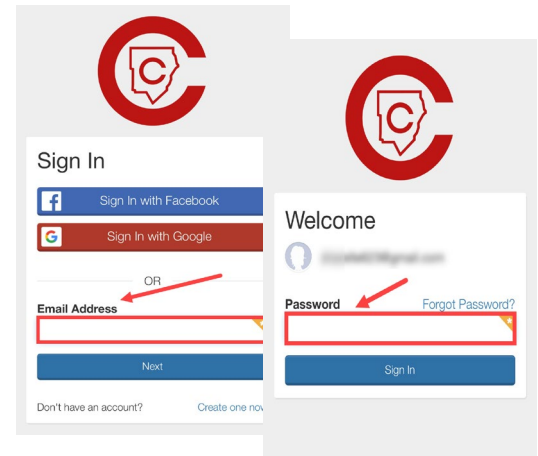 C
Sign In
Sign In with Facebook
Sign In with Google
OR
Email Address
Next
Don't have an account? Create one now
C
Welcome
Password Forgot Password?
Sign In